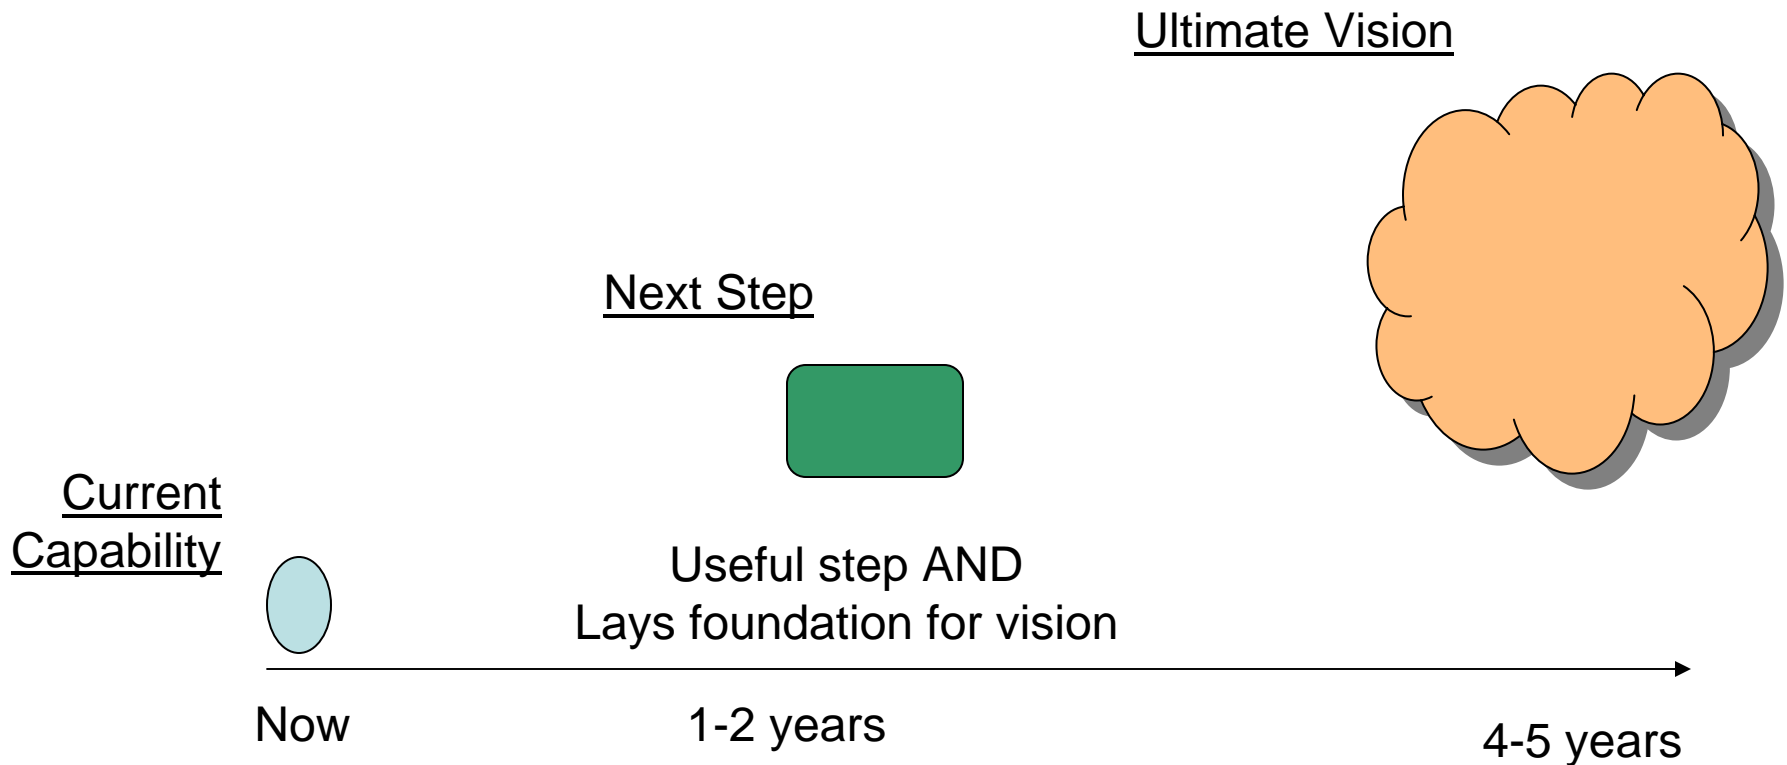 Ultimate Vision
Next Step
Current
Capability
Useful step AND
Lays foundation for vision
Now
1-2 years
4-5 years